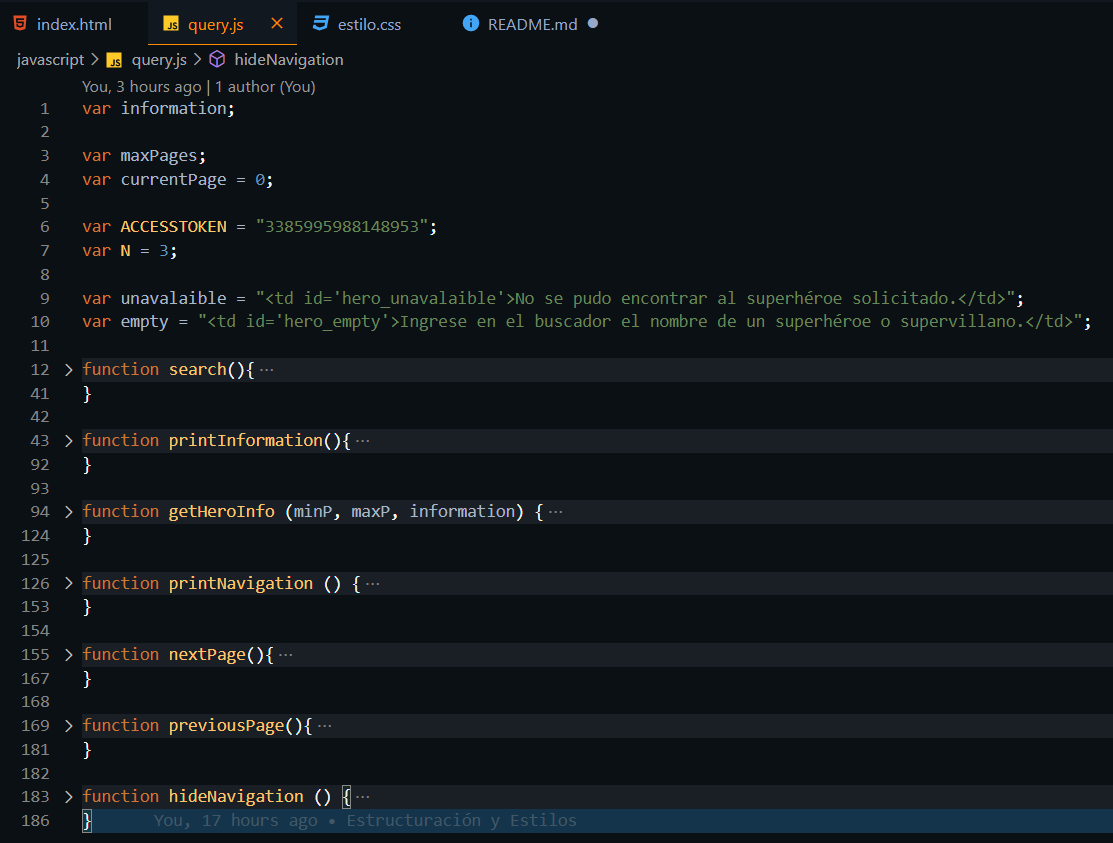 index.html JS query.js × estilo.css README.md ●
javascript > JS query.js > hideNavigation
You, 3 hours ago | 1 author (You)
1 var information;
2
3 var maxPages;
4 var currentPage = 0;
5
6 var ACCESSTOKEN = "3385995988148953";
7 var N = 3;
8
9 var unavalaible = "<td id='hero_unavalaible'>No se pudo encontrar al superhéroe solicitado.</td>";
10 var empty = "<td id='hero_empty'>Ingrese en el buscador el nombre de un superhéroe o supervillano.</td>";
11
12 > function search(){ ···
41 }
42
43 > function printInformation(){ ···
92 }
93
94 > function getHeroInfo (minP, maxP, information) { ···
124 }
125
126 > function printNavigation () { ···
153 }
154
155 > function nextPage(){ ···
167 }
168
169 > function previousPage(){ ···
181 }
182
183 > function hideNavigation () { ···
186 } You, 17 hours ago • Estructuración y Estilos